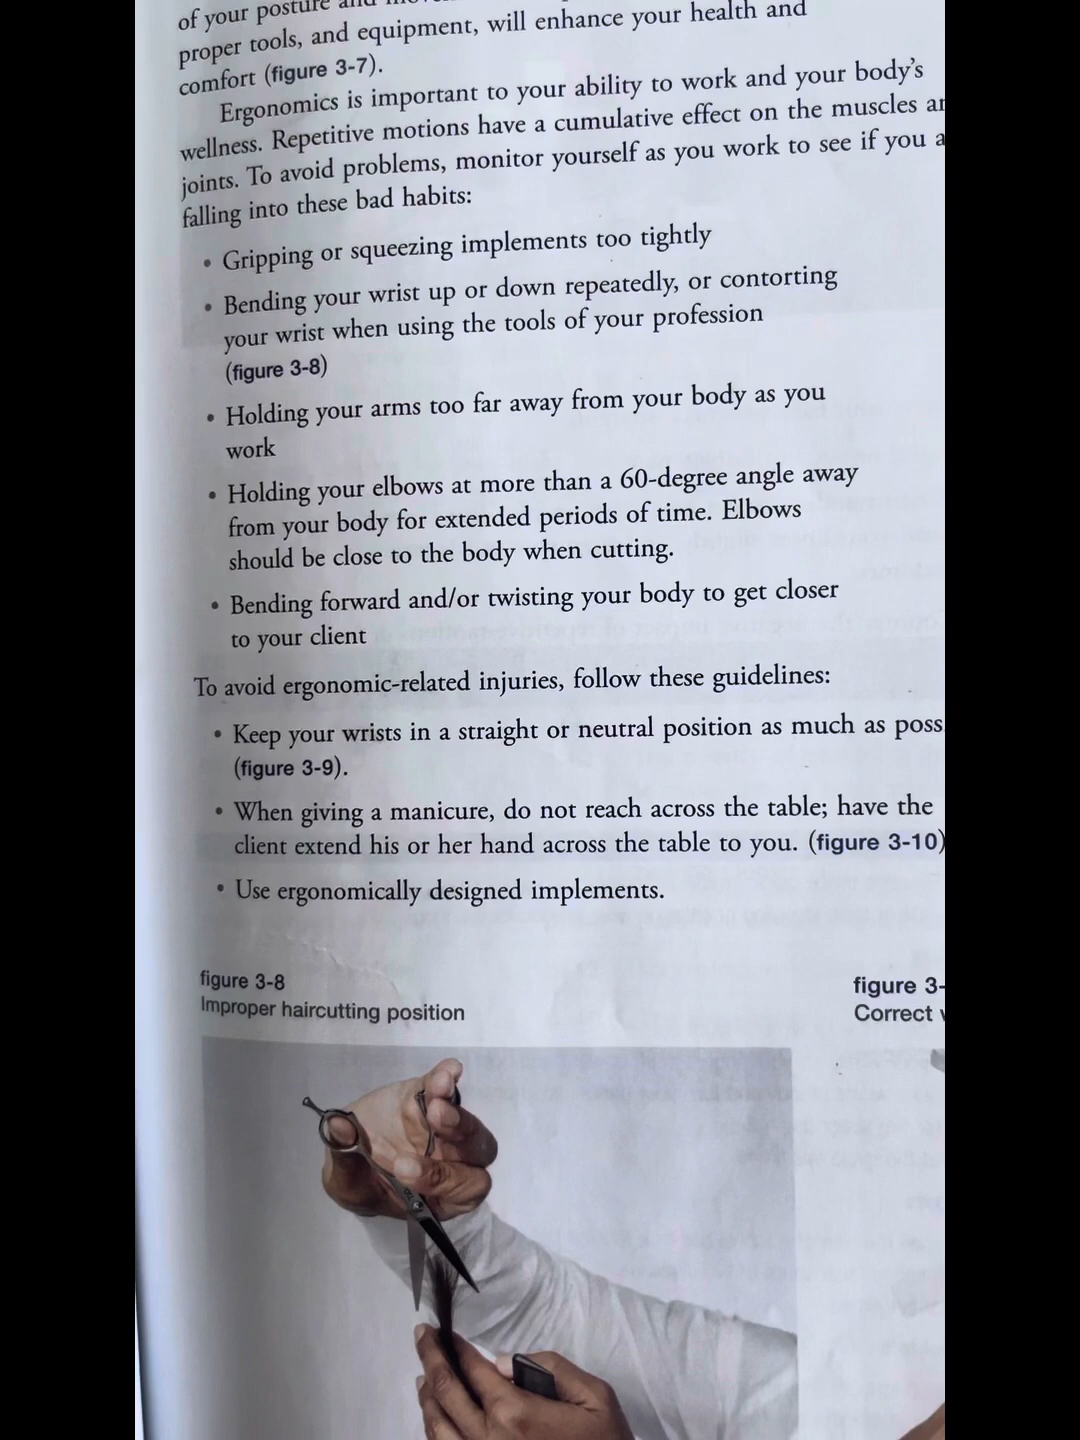 of your posture and
proper tools, and equipment, will enhance your health and
comfort (figure 3-7).
Ergonomics is important to your ability to work and your body's
wellness. Repetitive motions have a cumulative effect on the muscles
joints. To avoid problems, monitor yourself as you work to see if you
falling into these bad habits:
• Gripping or squeezing implements too tightly
• Bending your wrist up or down repeatedly, or contorting
your wrist when using the tools of your profession
(figure 3-8)
• Holding your arms too far away from your body as you
work
• Holding your elbows at more than a 60-degree angle away
from your body for extended periods of time. Elbows
should be close to the body when cutting.
• Bending forward and/or twisting your body to get closer
to your client
To avoid ergonomic-related injuries, follow these guidelines:
• Keep your wrists in a straight or neutral position as much as poss
(figure 3-9).
• When giving a manicure, do not reach across the table; have the
client extend his or her hand across the table to you. (figure 3-10)
• Use ergonomically designed implements.
figure 3-8
Improper haircutting position
figure 3-
Correct